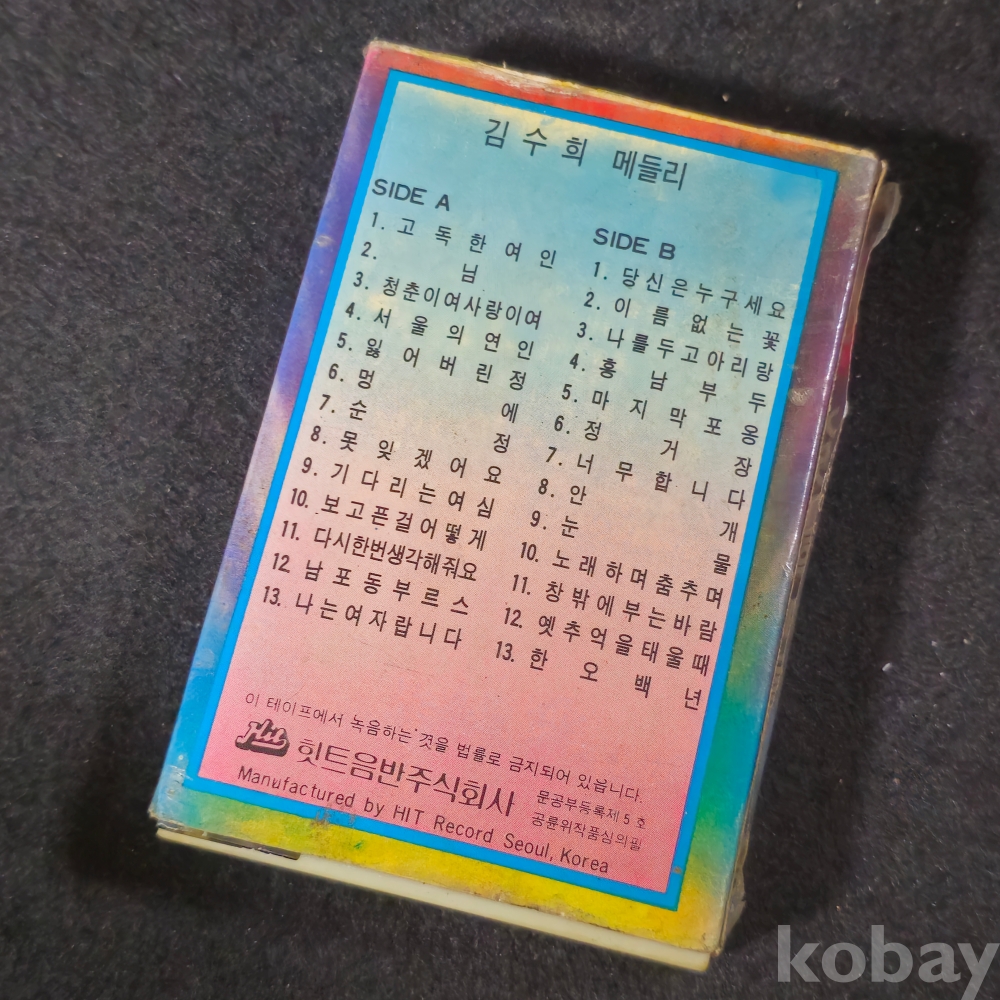 김수희 메들리
SIDE A
1. 고독한여인
2. 님
3. 청춘이여사랑이여
4. 서울의연인
5. 잃어버린정
6. 멍에
7. 순정
8. 못잊겠어요
9. 기다리는여심
10. 보고픈걸어떻게
11. 다시한번생각해줘요
12 남포동부르스
13. 나는여자랍니다
SIDE B
1. 당신은누구세요
2. 이름없는꽃
3. 나를두고아리랑
4. 흥남부두
5. 마지막포옹
6. 정거장
7. 너무합니다
8. 안개
9. 눈물
10. 노래하며춤추며
11. 창밖에부는바람
12. 옛추억을태울때
13. 한오백년
이 테이프에서 녹음하는 것을 법률로 금지되어 있읍니다.
Hit 힛트음반주식회사
문공부등록제 5 호
공륜위작품심의필
Manufactured by HIT Record Seoul, Korea
kobay